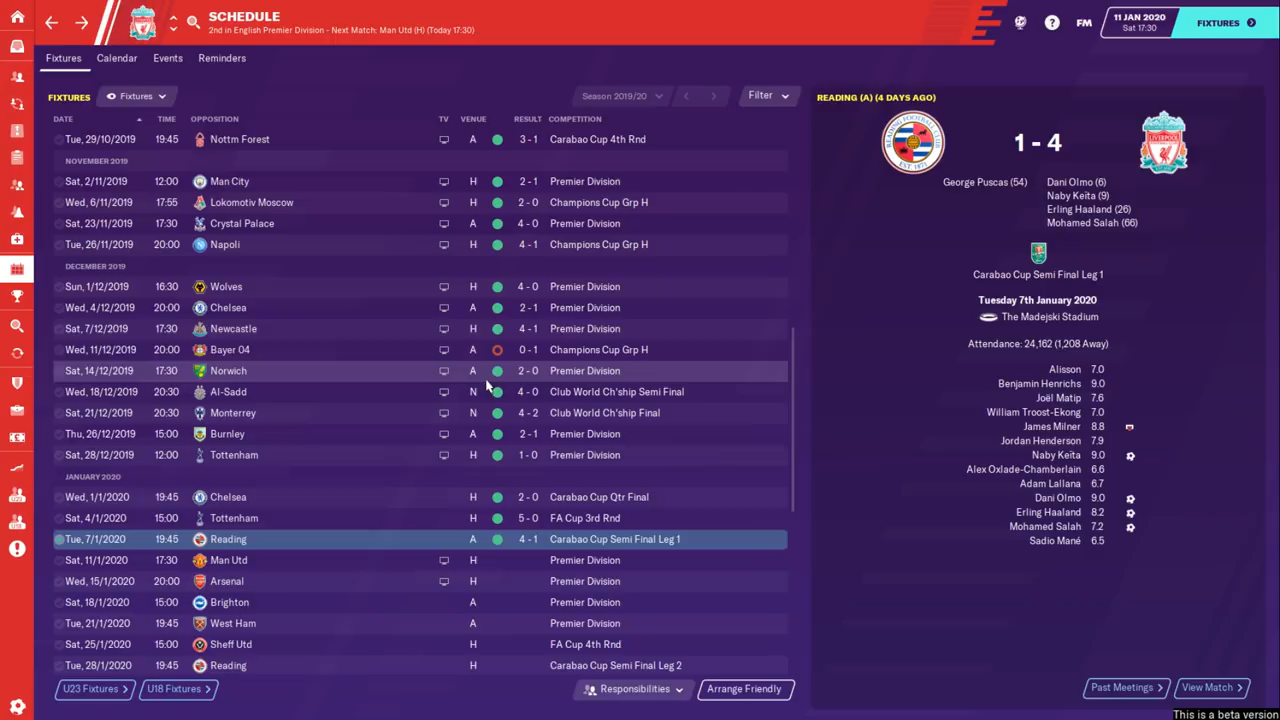 SCHEDULE
2nd in English Premier Division - Next Match: Man Utd (H) (Today 17:30)
FM
11 JAN 2020
Sat 17:30
FIXTURES
Fixtures Calendar Events Reminders
FIXTURES Fixtures Season 2019/20 Filter
DATE TIME OPPOSITION TV VENUE RESULT COMPETITION
Tue, 29/10/2019 19:45 Nottm Forest A 3 - 1 Carabao Cup 4th Rnd
NOVEMBER 2019
Sat, 2/11/2019 12:00 Man City H 2 - 1 Premier Division
Wed, 6/11/2019 17:55 Lokomotiv Moscow H 2 - 0 Champions Cup Grp H
Sat, 23/11/2019 17:30 Crystal Palace A 4 - 0 Premier Division
Tue, 26/11/2019 20:00 Napoli H 4 - 1 Champions Cup Grp H
DECEMBER 2019
Sun, 1/12/2019 16:30 Wolves H 4 - 0 Premier Division
Wed, 4/12/2019 20:00 Chelsea A 2 - 1 Premier Division
Sat, 7/12/2019 17:30 Newcastle H 4 - 1 Premier Division
Wed, 11/12/2019 20:00 Bayer 04 A 0 - 1 Champions Cup Grp H
Sat, 14/12/2019 17:30 Norwich A 2 - 0 Premier Division
Wed, 18/12/2019 20:30 Al-Sadd N 4 - 0 Club World Ch'ship Semi Final
Sat, 21/12/2019 20:30 Monterrey N 4 - 2 Club World Ch'ship Final
Thu, 26/12/2019 15:00 Burnley A 2 - 1 Premier Division
Sat, 28/12/2019 12:00 Tottenham H 1 - 0 Premier Division
JANUARY 2020
Wed, 1/1/2020 19:45 Chelsea H 2 - 0 Carabao Cup Qtr Final
Sat, 4/1/2020 15:00 Tottenham H 5 - 0 FA Cup 3rd Rnd
Tue, 7/1/2020 19:45 Reading A 4 - 1 Carabao Cup Semi Final Leg 1
Sat, 11/1/2020 17:30 Man Utd H Premier Division
Wed, 15/1/2020 20:00 Arsenal H Premier Division
Sat, 18/1/2020 15:00 Brighton A Premier Division
Tue, 21/1/2020 19:45 West Ham A Premier Division
Sat, 25/1/2020 15:00 Sheff Utd H FA Cup 4th Rnd
Tue, 28/1/2020 19:45 Reading H Carabao Cup Semi Final Leg 2
U23 Fixtures U18 Fixtures Responsibilities Arrange Friendly
READING (A) (4 DAYS AGO)
1 - 4
George Puscas (54) Dani Olmo (6)
Naby Keïta (9)
Erling Haaland (26)
Mohamed Salah (66)
Carabao Cup Semi Final Leg 1
Tuesday 7th January 2020
The Madejski Stadium
Attendance: 24,162 (1,208 Away)
Alisson 7.0
Benjamin Henrichs 9.0
Joël Matip 7.6
William Troost-Ekong 7.0
James Milner 8.8
Jordan Henderson 7.9
Naby Keïta 9.0
Alex Oxlade-Chamberlain 6.6
Adam Lallana 6.7
Dani Olmo 9.0
Erling Haaland 8.2
Mohamed Salah 7.2
Sadio Mané 6.5
Past Meetings View Match
This is a beta version